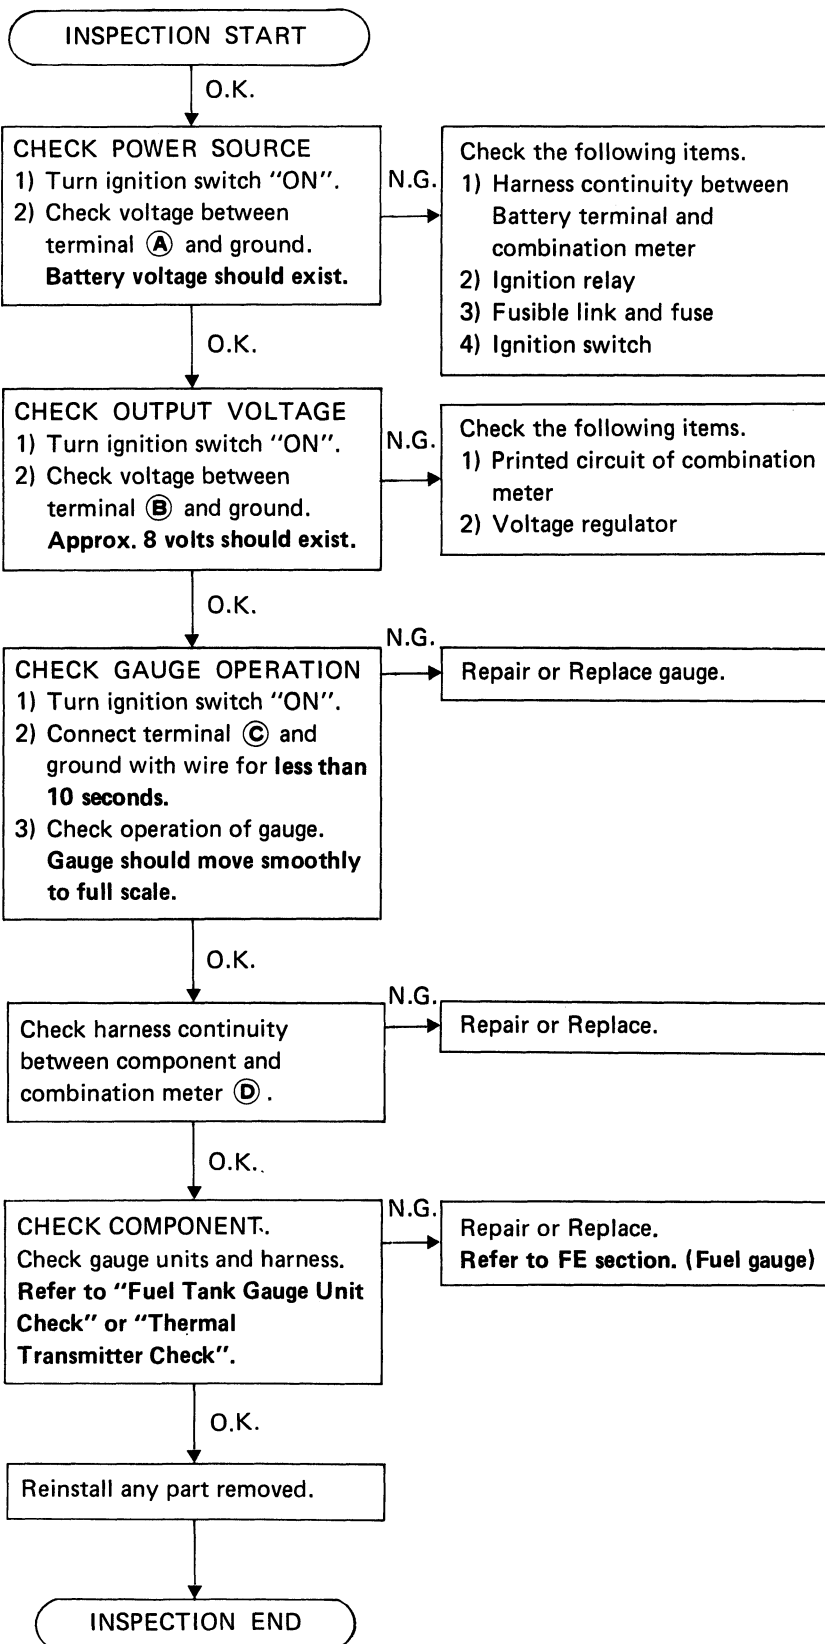 INSPECTION START
O.K.
CHECK POWER SOURCE
1) Turn ignition switch "ON".
2) Check voltage between
terminal Ⓐ and ground.
Battery voltage should exist.
N.G.
Check the following items.
1) Harness continuity between
Battery terminal and
combination meter
2) Ignition relay
3) Fusible link and fuse
4) Ignition switch
O.K.
CHECK OUTPUT VOLTAGE
1) Turn ignition switch "ON".
2) Check voltage between
terminal Ⓑ and ground.
Approx. 8 volts should exist.
N.G.
Check the following items.
1) Printed circuit of combination
meter
2) Voltage regulator
O.K.
CHECK GAUGE OPERATION
1) Turn ignition switch "ON".
2) Connect terminal Ⓒ and
ground with wire for less than
10 seconds.
3) Check operation of gauge.
Gauge should move smoothly
to full scale.
N.G.
Repair or Replace gauge.
O.K.
Check harness continuity
between component and
combination meter Ⓓ .
N.G.
Repair or Replace.
O.K.
CHECK COMPONENT.
Check gauge units and harness.
Refer to "Fuel Tank Gauge Unit
Check" or "Thermal
Transmitter Check".
N.G.
Repair or Replace.
Refer to FE section. (Fuel gauge)
O.K.
Reinstall any part removed.
INSPECTION END